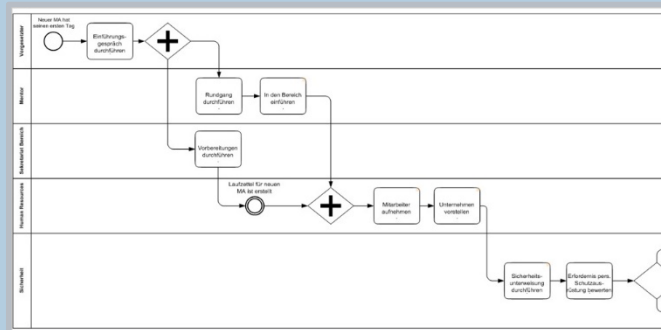 Vorgesetzter
Neuer MA hat
seinen ersten Tag
Einführungs-
gespräch
durchführen
Mentor
Rundgang
durchführen
In den Bereich
einführen
Sekretariat Bereich
Vorbereitungen
durchführen
Human Resources
Laufzettel für neuen
MA ist erstellt
Mitarbeiter
aufnehmen
Unternehmen
vorstellen
Sicherheit
Sicherheits-
unterweisung
durchführen
Erfordernis pers.
Schutzaus-
rüstung bewerten